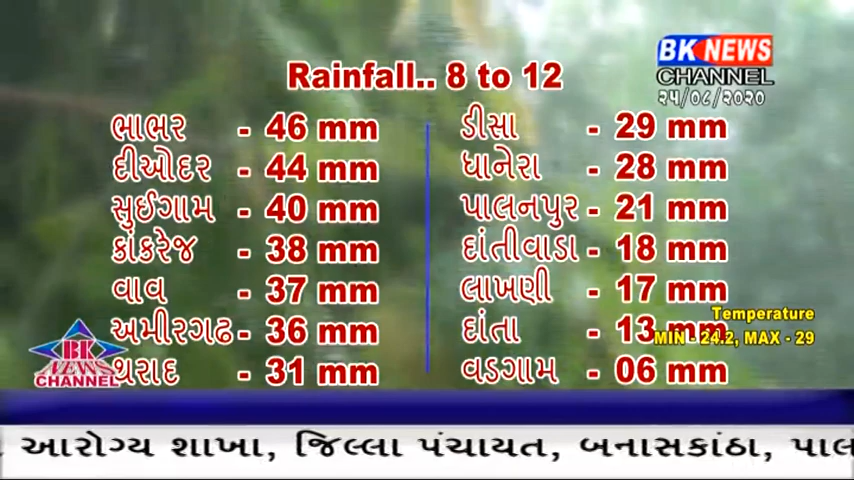 Rainfall.. 8 to 12
BK NEWS
CHANNEL
૨૫/૦૮/૨૦૨૦
ભાભર - 46 mm
દીઓદર - 44 mm
સુઈગામ - 40 mm
કાંકરેજ - 38 mm
વાવ - 37 mm
અમીરગઢ - 36 mm
થરાદ - 31 mm
ડીસા - 29 mm
ધાનેરા - 28 mm
પાલનપુર - 21 mm
દાંતીવાડા - 18 mm
લાખણી - 17 mm
દાંતા - 13 mm
વડગામ - 06 mm
Temperature
MIN - 24.2, MAX - 29
BK
NEWS
CHANNEL
આરોગ્ય શાખા, જિલ્લા પંચાયત, બનાસકાંઠા, પાલ